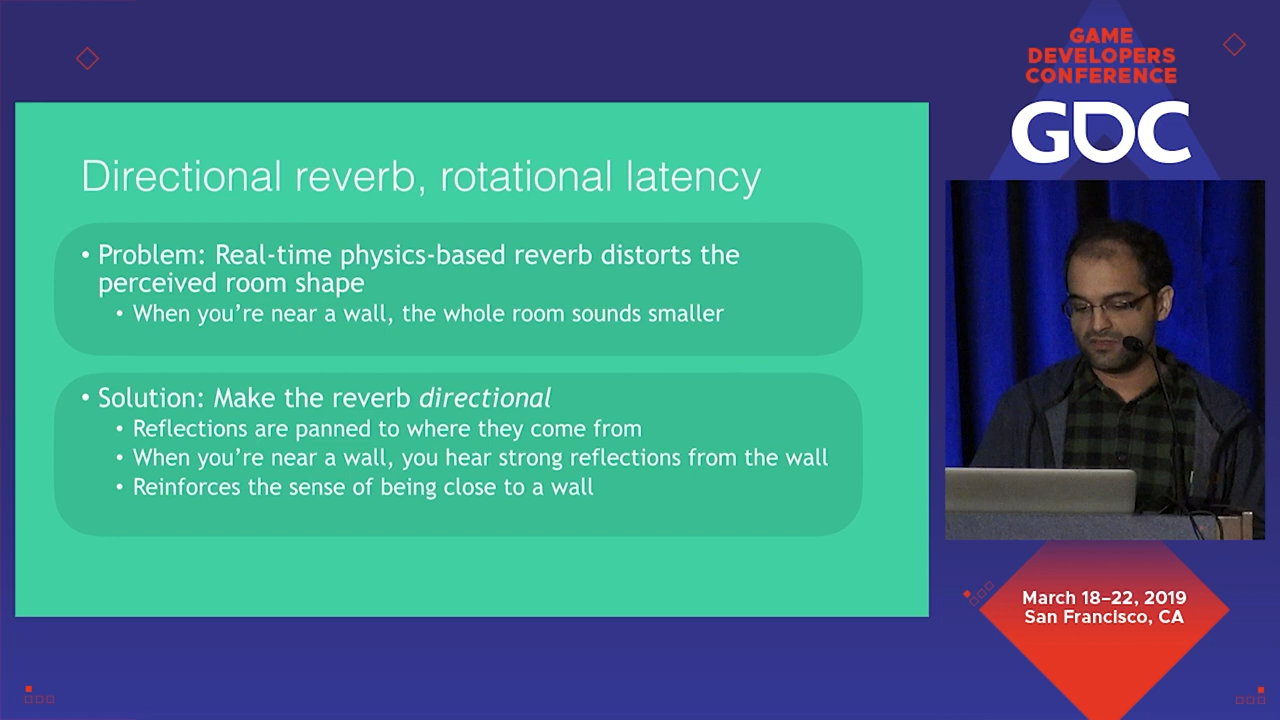 GAME
DEVELOPERS
CONFERENCE
GDC
Directional reverb, rotational latency
• Problem: Real-time physics-based reverb distorts the
perceived room shape
• When you’re near a wall, the whole room sounds smaller
• Solution: Make the reverb directional
• Reflections are panned to where they come from
• When you’re near a wall, you hear strong reflections from the wall
• Reinforces the sense of being close to a wall
March 18–22, 2019
San Francisco, CA